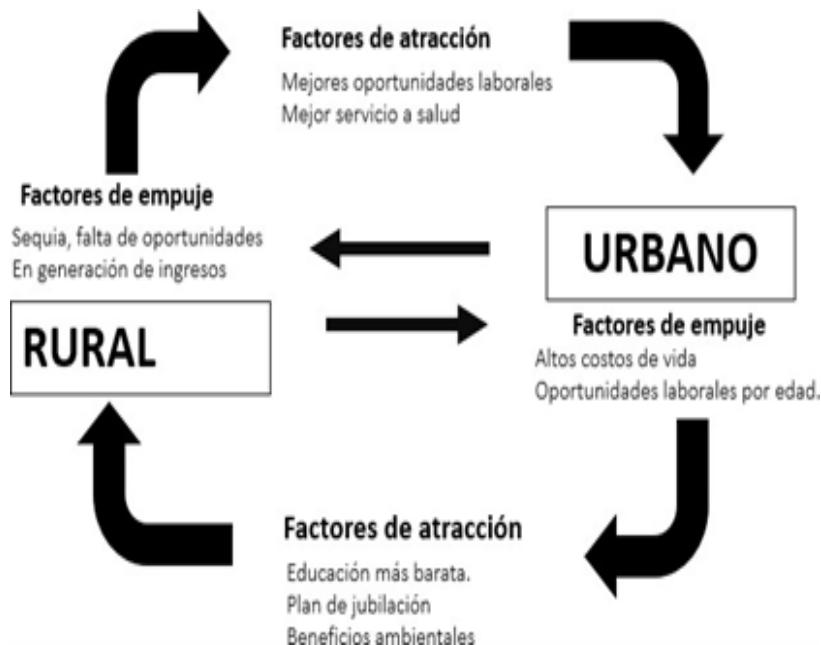 Factores de atracción
Mejores oportunidades laborales
Mejor servicio a salud
Factores de empuje
Sequia, falta de oportunidades
En generación de ingresos
RURAL
URBANO
Factores de empuje
Altos costos de vida
Oportunidades laborales por edad.
Factores de atracción
Educación más barata.
Plan de jubilación
Beneficios ambientales